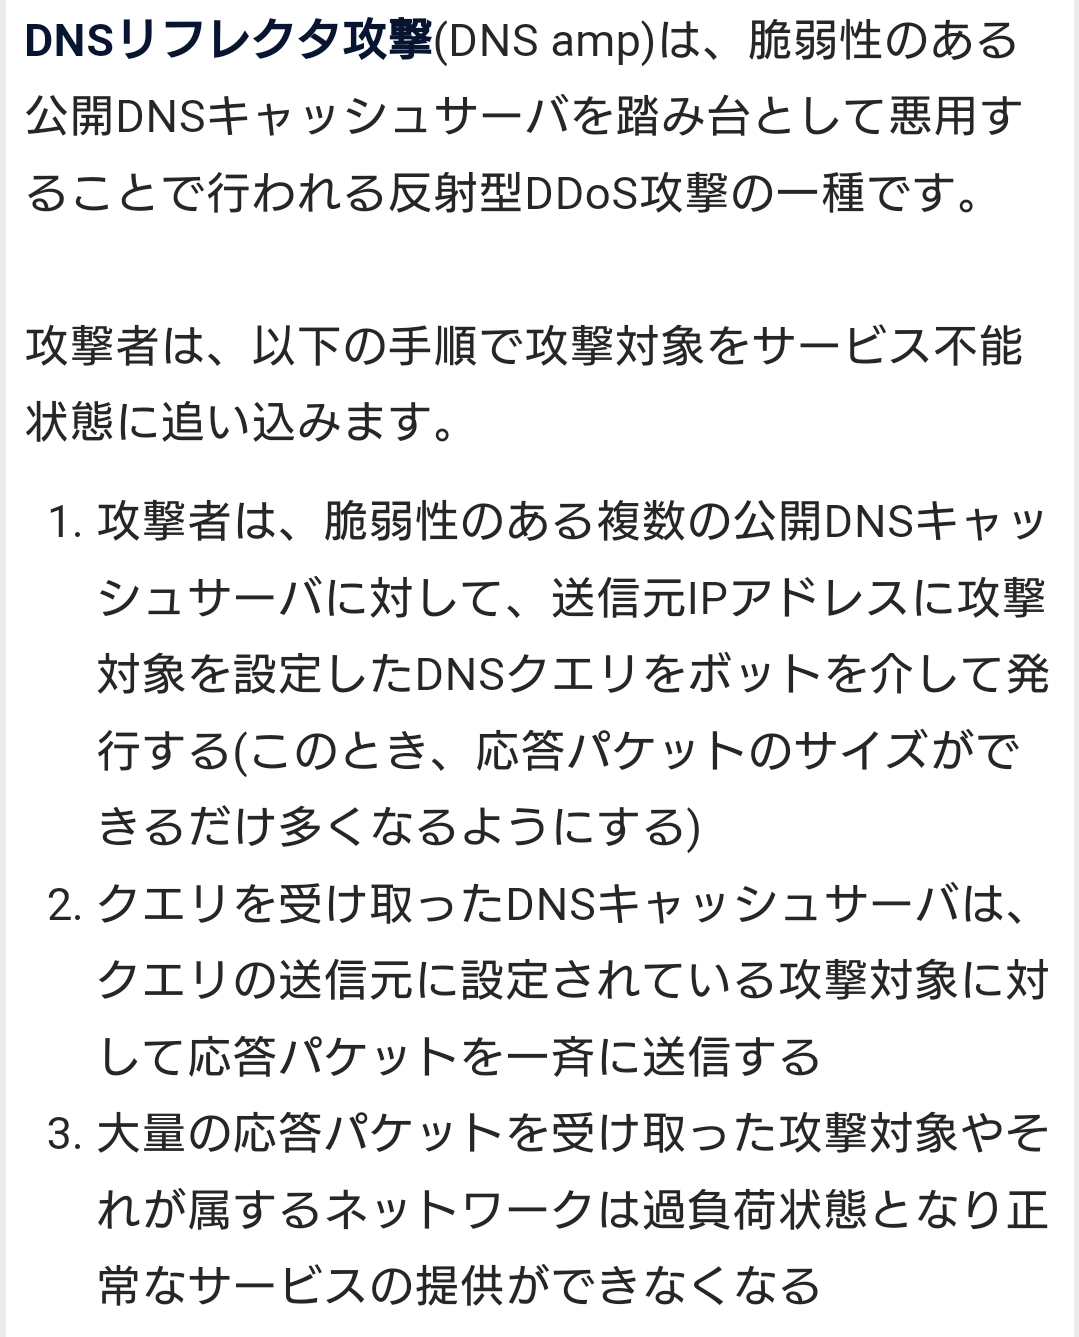 DNSリフレクタ攻撃(DNS amp)は、脆弱性のある
公開DNSキャッシュサーバを踏み台として悪用す
ることで行われる反射型DDoS攻撃の一種です。
攻撃者は、以下の手順で攻撃対象をサービス不能
状態に追い込みます。
1. 攻撃者は、脆弱性のある複数の公開DNSキャッ
シュサーバに対して、送信元IPアドレスに攻撃
対象を設定したDNSクエリをボットを介して発
行する(このとき、応答パケットのサイズがで
きるだけ多くなるようにする)
2. クエリを受け取ったDNSキャッシュサーバは、
クエリの送信元に設定されている攻撃対象に対
して応答パケットを一斉に送信する
3. 大量の応答パケットを受け取った攻撃対象やそ
れが属するネットワークは過負荷状態となり正
常なサービスの提供ができなくなる